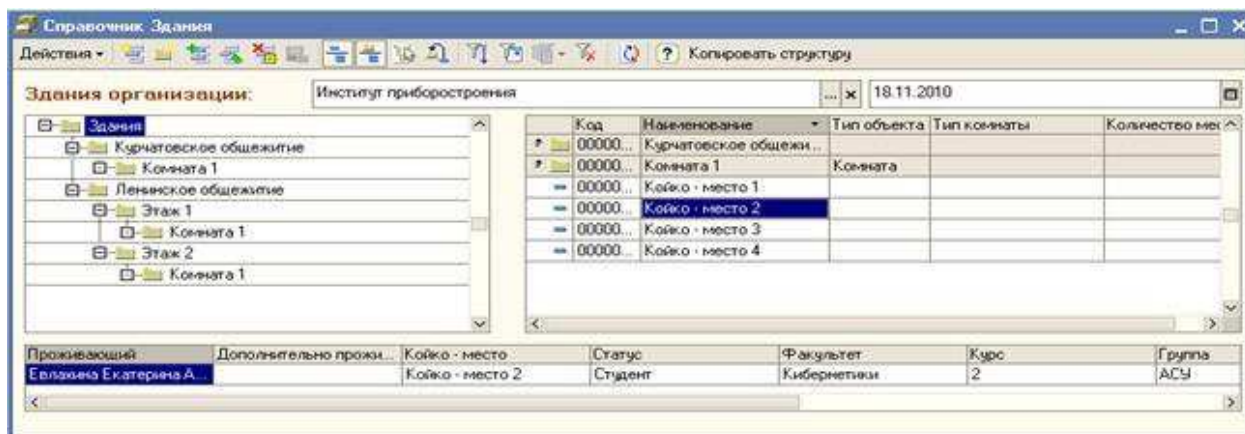 Справочник Здания
Действия Копировать структуру
Здания организации: Институт приборостроения ... × 18.11.2010
Здания
Курчатовское общежитие
Комната 1
Ленинское общежитие
Этаж 1
Комната 1
Этаж 2
Комната 1
Код Наименование Тип объекта Тип комнаты Количество мес
00000... Курчатовское общежи...
00000... Комната 1 Комната
00000... Койко - место 1
00000... Койко - место 2
00000... Койко - место 3
00000... Койко - место 4
Проживающий Дополнительно прожи... Койко - место Статус Факультет Курс Группа
Евлахина Екатерина А... Койко - место 2 Студент Кибернетики 2 АСУ